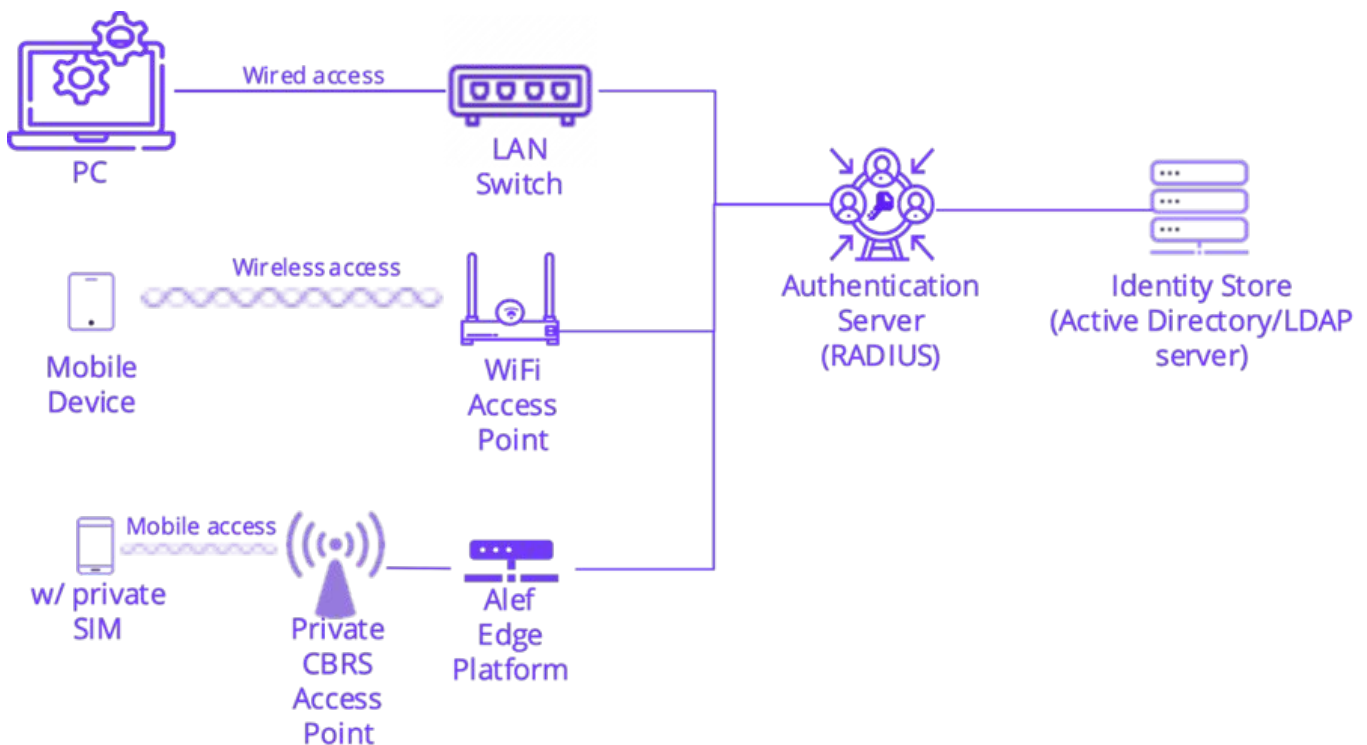 Wired access
PC
LAN
Switch
Wireless access
Mobile
Device
WiFi
Access
Point
Authentication
Server
(RADIUS)
Identity Store
(Active Directory/LDAP
server)
Mobile access
w/ private
SIM
Private
CBRS
Access
Point
Alef
Edge
Platform